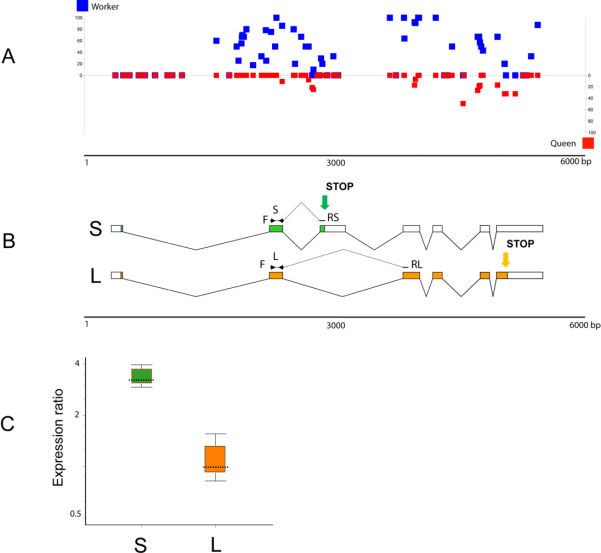 Worker
100
80
60
40
20
0
A
0
20
40
60
80
100
Queen
1 3000 6000 bp
STOP
S
F RS
S
B
STOP
L
F RL
L
1 3000 6000 bp
C
Expression ratio
4
2
0.5
S L